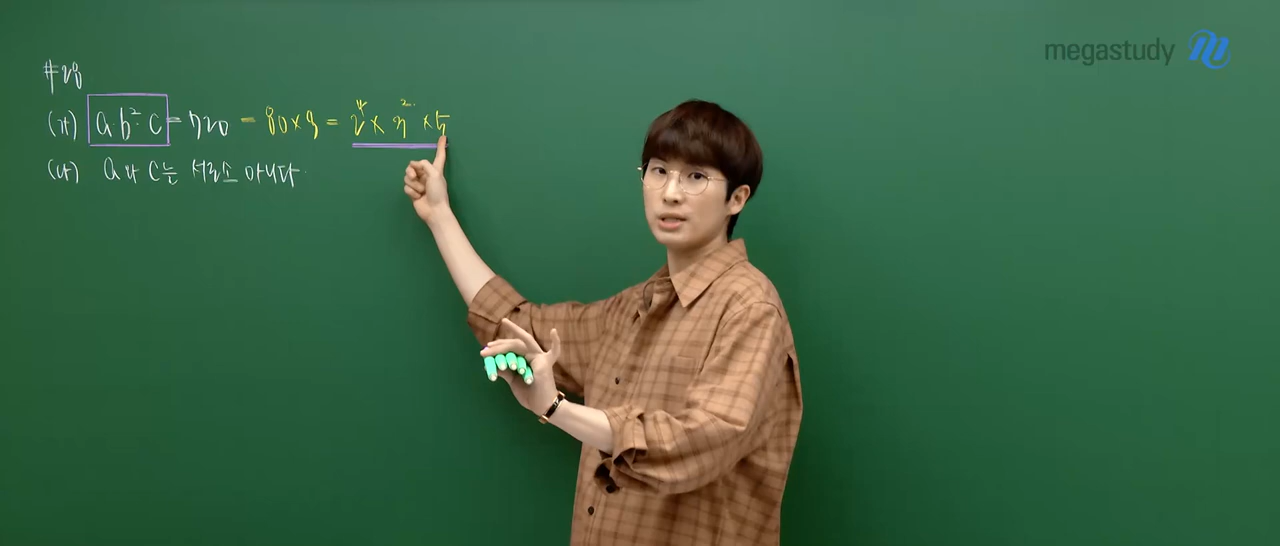 megastudy
#28
(가) a·b²·c = 720 = 80×9 = 2⁴×3²×5
(나) a와 c는 서로소 아니다.